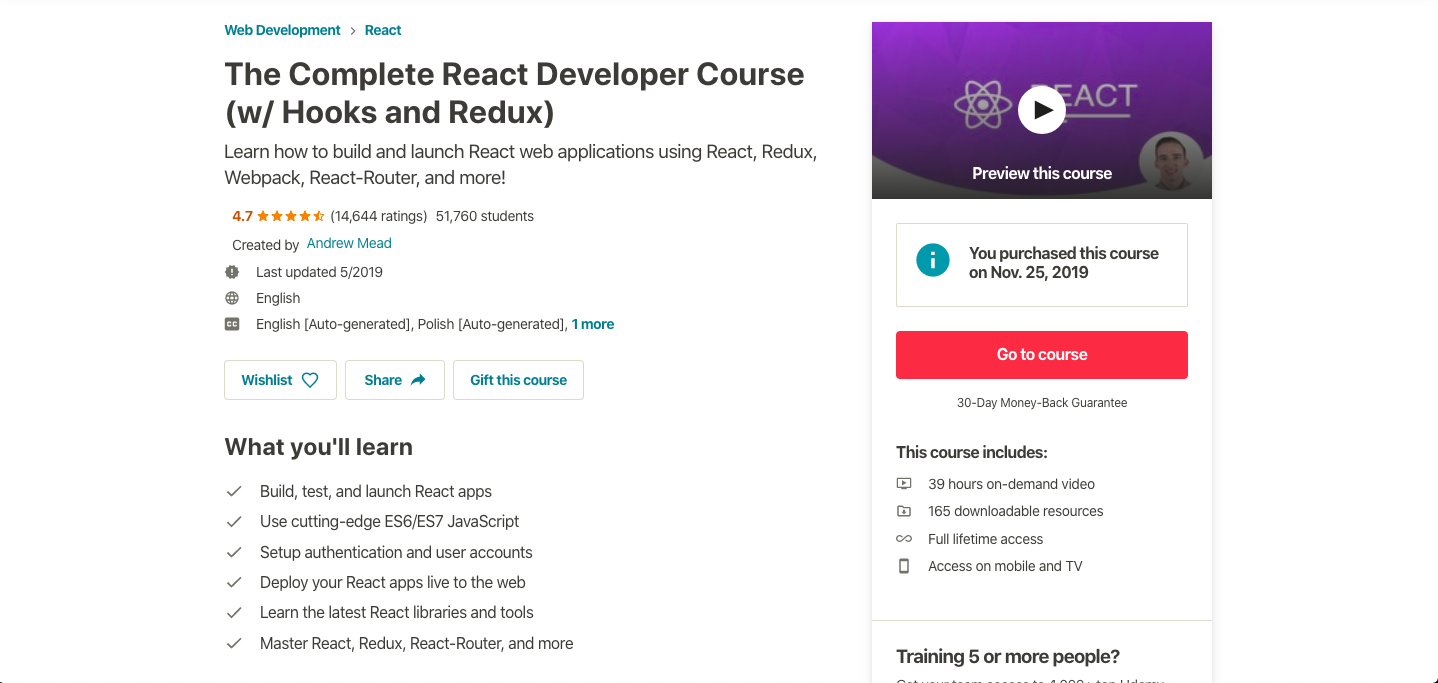 Web Development > React
The Complete React Developer Course
(w/ Hooks and Redux)
Learn how to build and launch React web applications using React, Redux,
Webpack, React-Router, and more!
4.7 (14,644 ratings) 51,760 students
Created by Andrew Mead
Last updated 5/2019
English
CC English [Auto-generated], Polish [Auto-generated], 1 more
Wishlist Share Gift this course
What you'll learn
Build, test, and launch React apps
Use cutting-edge ES6/ES7 JavaScript
Setup authentication and user accounts
Deploy your React apps live to the web
Learn the latest React libraries and tools
Master React, Redux, React-Router, and more
REACT
Preview this course
You purchased this course
on Nov. 25, 2019
Go to course
30-Day Money-Back Guarantee
This course includes:
39 hours on-demand video
165 downloadable resources
Full lifetime access
Access on mobile and TV
Training 5 or more people?